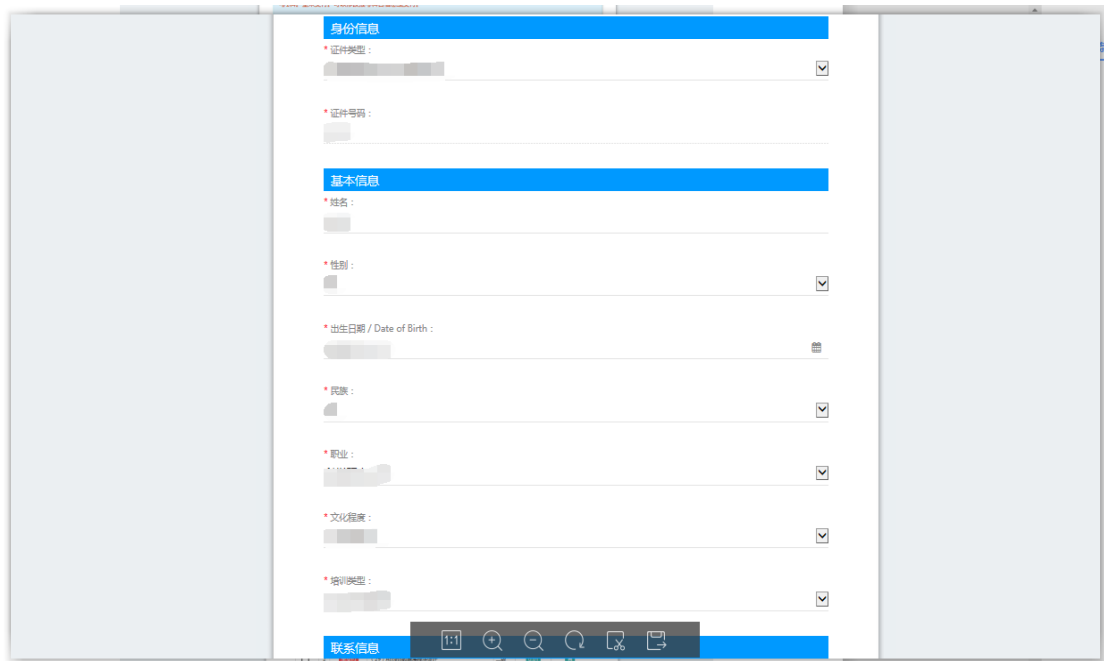 身份信息
* 证件类型：
* 证件号码：
基本信息
* 姓名：
* 性别：
* 出生日期 / Date of Birth：
* 民族：
* 职业：
* 文化程度：
* 培训类型：
1:1
联系信息